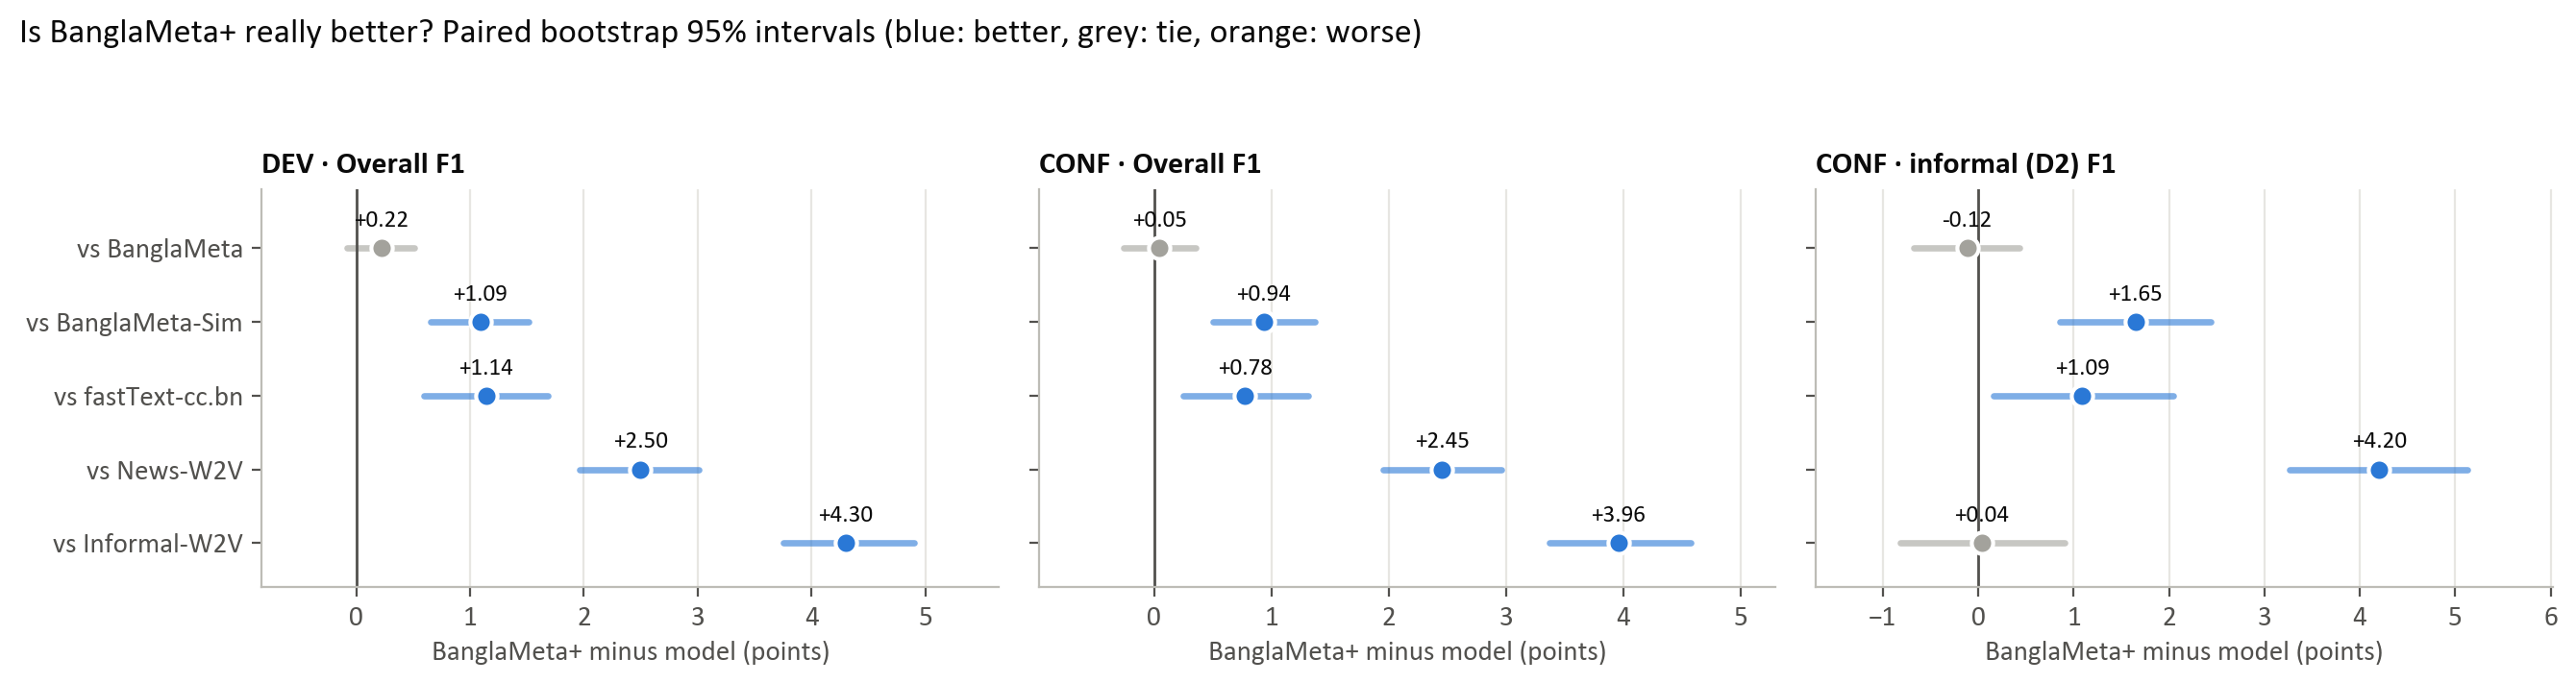 Is BanglaMeta+ really better? Paired bootstrap 95% intervals (blue: better, grey: tie, orange: worse)
DEV · Overall F1
vs BanglaMeta
vs BanglaMeta-Sim
vs fastText-cc.bn
vs News-W2V
vs Informal-W2V
+0.22
+1.09
+1.14
+2.50
+4.30
0 1 2 3 4 5
BanglaMeta+ minus model (points)
CONF · Overall F1
+0.05
+0.94
+0.78
+2.45
+3.96
0 1 2 3 4 5
BanglaMeta+ minus model (points)
CONF · informal (D2) F1
-0.12
+1.65
+1.09
+4.20
+0.04
−1 0 1 2 3 4 5 6
BanglaMeta+ minus model (points)